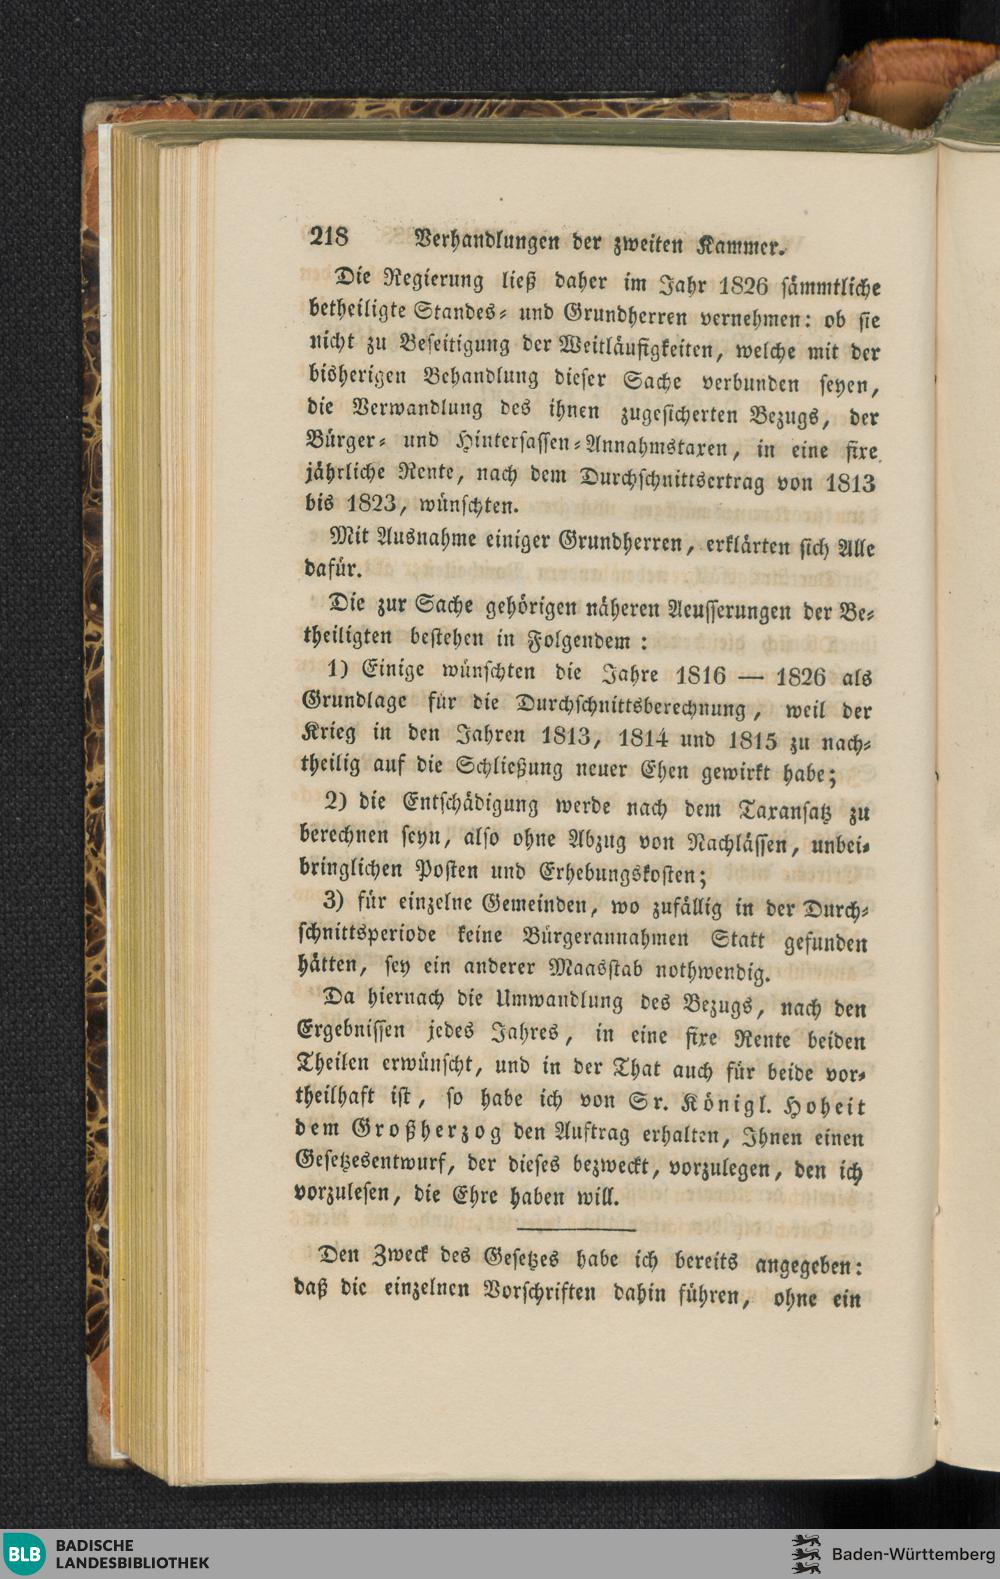 218 Verhandlungen der zweiten Kammer.
Die Regierung ließ daher im Jahr 1826 sämmtliche
betheiligte Standes- und Grundherren vernehmen: ob sie
nicht zu Beseitigung der Weitläufigkeiten, welche mit der
bisherigen Behandlung dieser Sache verbunden seyen,
die Verwandlung des ihnen zugesicherten Bezugs, der
Bürger- und Hintersassen-Annahmstaxen, in eine fixe
jährliche Rente, nach dem Durchschnittsertrag von 1813
bis 1823, wünschten.
Mit Ausnahme einiger Grundherren, erklärten sich Alle
dafür.
Die zur Sache gehörigen näheren Aeusserungen der Be-
theiligten bestehen in Folgendem:
1) Einige wünschten die Jahre 1816 — 1826 als
Grundlage für die Durchschnittsberechnung, weil der
Krieg in den Jahren 1813, 1814 und 1815 zu nach-
theilig auf die Schließung neuer Ehen gewirkt habe;
2) die Entschädigung werde nach dem Taxansatz zu
berechnen seyn, also ohne Abzug von Nachlässen, unbei-
bringlichen Posten und Erhebungskosten;
3) für einzelne Gemeinden, wo zufällig in der Durch-
schnittsperiode keine Bürgerannahmen Statt gefunden
hätten, sey ein anderer Maasstab nothwendig.
Da hiernach die Umwandlung des Bezugs, nach den
Ergebnissen jedes Jahres, in eine fixe Rente beiden
Theilen erwünscht, und in der That auch für beide vor-
theilhaft ist, so habe ich von Sr. Königl. Hoheit
dem Großherzog den Auftrag erhalten, Ihnen einen
Gesetzesentwurf, der dieses bezweckt, vorzulegen, den ich
vorzulesen, die Ehre haben will.
Den Zweck des Gesetzes habe ich bereits angegeben:
daß die einzelnen Vorschriften dahin führen, ohne ein
BLB BADISCHE
LANDESBIBLIOTHEK
Baden-Württemberg